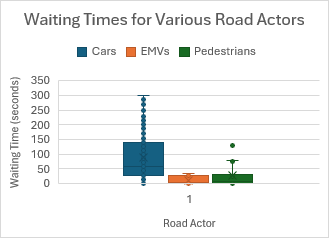 Waiting Times for Various Road Actors
Cars EMVs Pedestrians
Waiting Time (seconds)
350
300
250
200
150
100
50
0
1
Road Actor